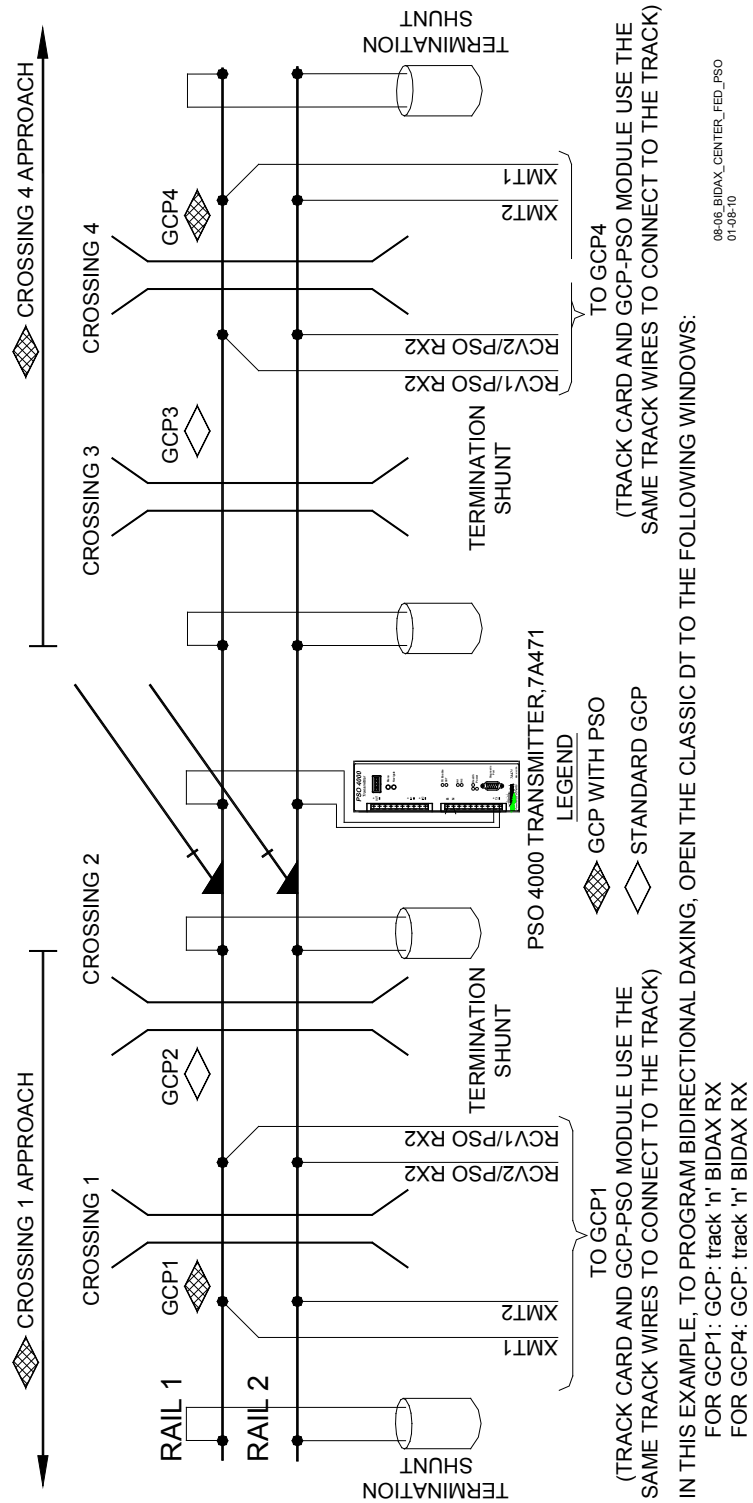 CROSSING 1 APPROACH
CROSSING 4 APPROACH
CROSSING 1
CROSSING 2
CROSSING 3
CROSSING 4
GCP1
GCP2
GCP3
GCP4
RAIL 1
RAIL 2
TERMINATION
SHUNT
XMT1
XMT2
RCV2/PSO RX2
RCV1/PSO RX2
TERMINATION
SHUNT
PSO 4000
PSO 4000 TRANSMITTER,7A471
TERMINATION
SHUNT
RCV1/PSO RX2
RCV2/PSO RX2
XMT2
XMT1
TERMINATION
SHUNT
TO GCP1
(TRACK CARD AND GCP-PSO MODULE USE THE
SAME TRACK WIRES TO CONNECT TO THE TRACK)
LEGEND
GCP WITH PSO
STANDARD GCP
TO GCP4
(TRACK CARD AND GCP-PSO MODULE USE THE
SAME TRACK WIRES TO CONNECT TO THE TRACK)
IN THIS EXAMPLE, TO PROGRAM BIDIRECTIONAL DAXING, OPEN THE CLASSIC DT TO THE FOLLOWING WINDOWS:
FOR GCP1: GCP: track 'n' BIDAX RX
FOR GCP4: GCP: track 'n' BIDAX RX
08-06_BIDAX_CENTER_FED_PSO
01-08-10